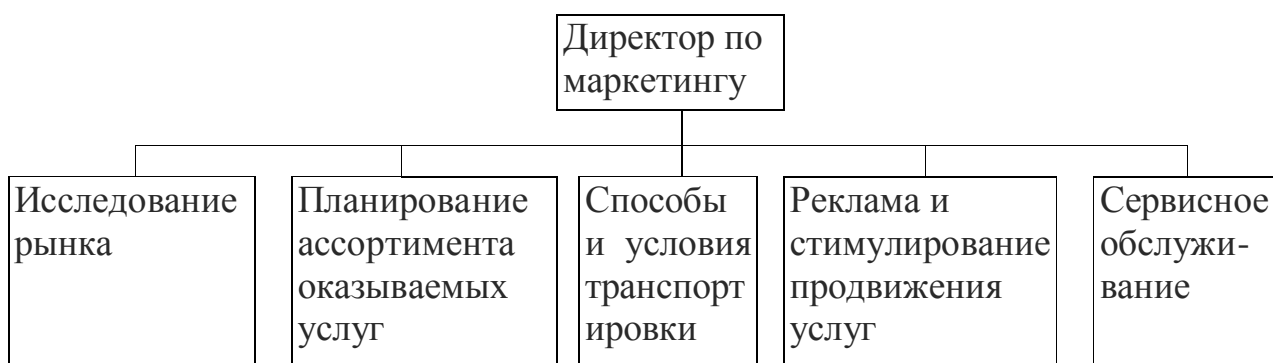 Директор по
маркетингу
Исследование
рынка
Планирование
ассортимента
оказываемых
услуг
Способы
и условия
транспорт
ировки
Реклама и
стимулирование
продвижения
услуг
Сервисное
обслужи-
вание